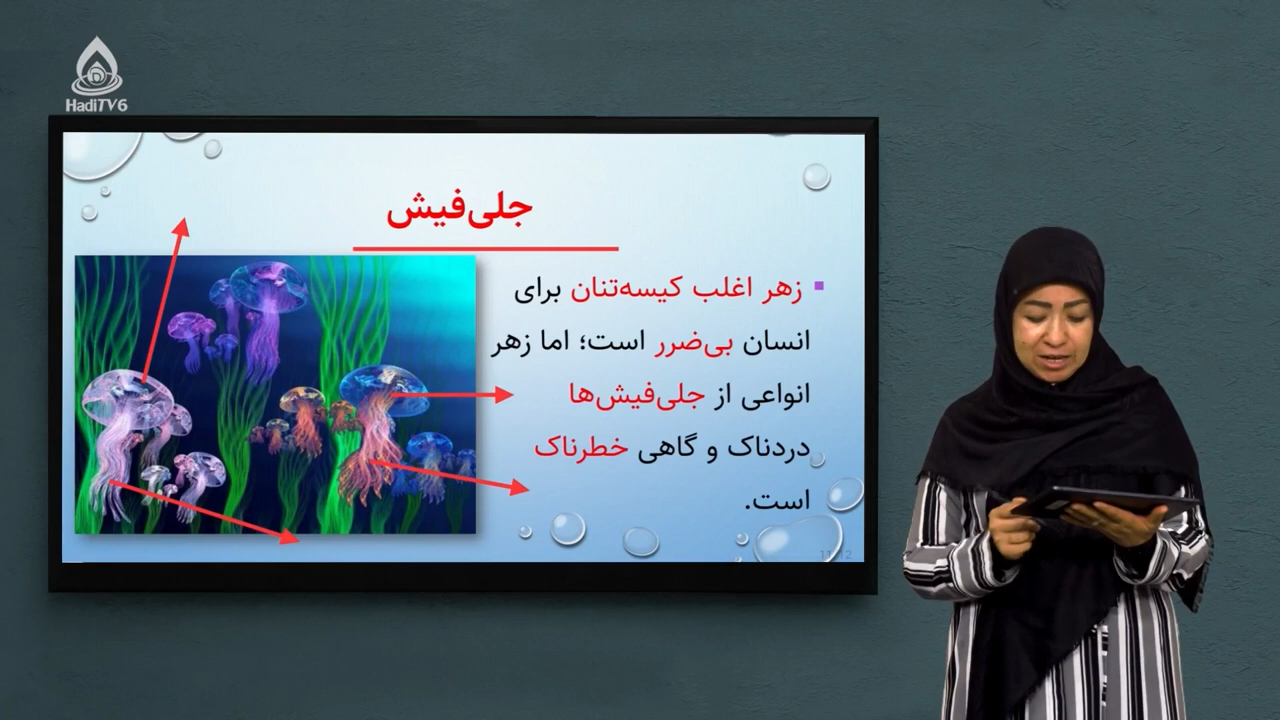 HadiTV6
جلی‌فیش
زهر اغلب کیسه‌تنان برای
انسان بی‌ضرر است؛ اما زهر
انواعی از جلی‌فیش‌ها
دردناک و گاهی خطرناک
است.